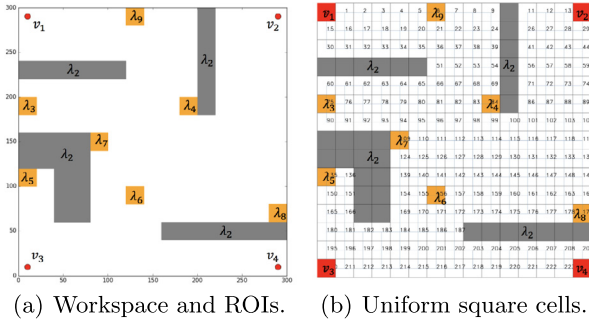 300
250
200
150
100
50
0
0 50 100 150 200 250 300
v₁
λ₉
v₂
λ₂
λ₂
λ₃
λ₄
λ₇
λ₂
λ₅
λ₆
λ₈
λ₂
v₃
v₄
v₁ 1 2 3 4 5 λ₉ 7 8 9 11 12 13 v₂
15 16 17 18 19 20 21 22 23 24 26 27 28 29
30 31 32 33 34 35 36 37 38 39 41 42 43 44
λ₂ 51 52 53 54 λ₂ 56 57 58 59
60 61 62 63 64 65 66 67 68 69 71 72 73 74
λ₃ 76 77 78 79 80 81 82 83 λ₄ 86 87 88 89
90 91 92 93 94 95 96 97 98 99 100 101 102 103 104
λ₇ 110 111 112 113 114 115 116 117 118 119
λ₂ 124 125 126 127 128 129 130 131 132 133 134
λ₅ 136 139 140 141 142 143 144 145 146 147 148 149
150 151 154 155 λ₆ 157 158 159 160 161 162 163 164
165 166 169 170 171 172 173 174 175 176 177 178 λ₈
180 181 184 185 186 187 λ₂
195 196 197 198 199 200 201 202 203 204 205 206 207 208 209
v₃ 211 212 213 214 215 216 217 218 219 220 221 222 223 v₄
(a) Workspace and ROIs. (b) Uniform square cells.